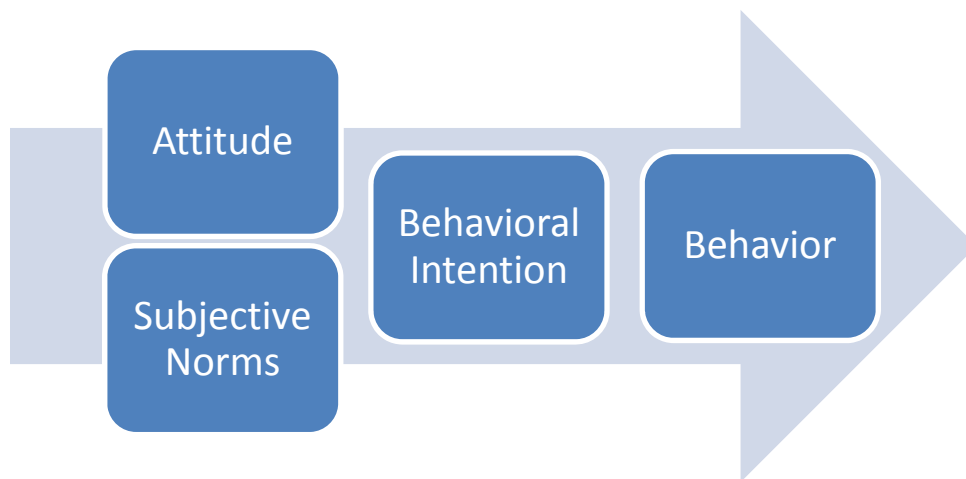 Attitude
Subjective
Norms
Behavioral
Intention
Behavior